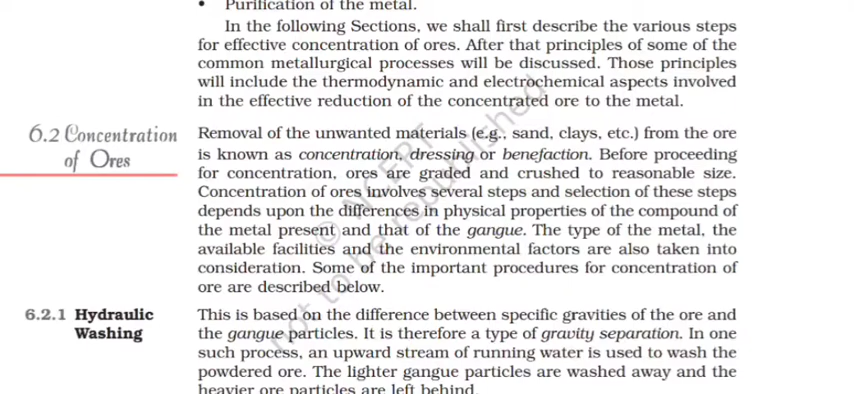 • Purification of the metal.
In the following Sections, we shall first describe the various steps
for effective concentration of ores. After that principles of some of the
common metallurgical processes will be discussed. Those principles
will include the thermodynamic and electrochemical aspects involved
in the effective reduction of the concentrated ore to the metal.
6.2 Concentration
of Ores
Removal of the unwanted materials (e.g., sand, clays, etc.) from the ore
is known as concentration, dressing or benefaction. Before proceeding
for concentration, ores are graded and crushed to reasonable size.
Concentration of ores involves several steps and selection of these steps
depends upon the differences in physical properties of the compound of
the metal present and that of the gangue. The type of the metal, the
available facilities and the environmental factors are also taken into
consideration. Some of the important procedures for concentration of
ore are described below.
6.2.1 Hydraulic
Washing
This is based on the difference between specific gravities of the ore and
the gangue particles. It is therefore a type of gravity separation. In one
such process, an upward stream of running water is used to wash the
powdered ore. The lighter gangue particles are washed away and the
heavier ore particles are left behind.
© NCERT
not to be republished